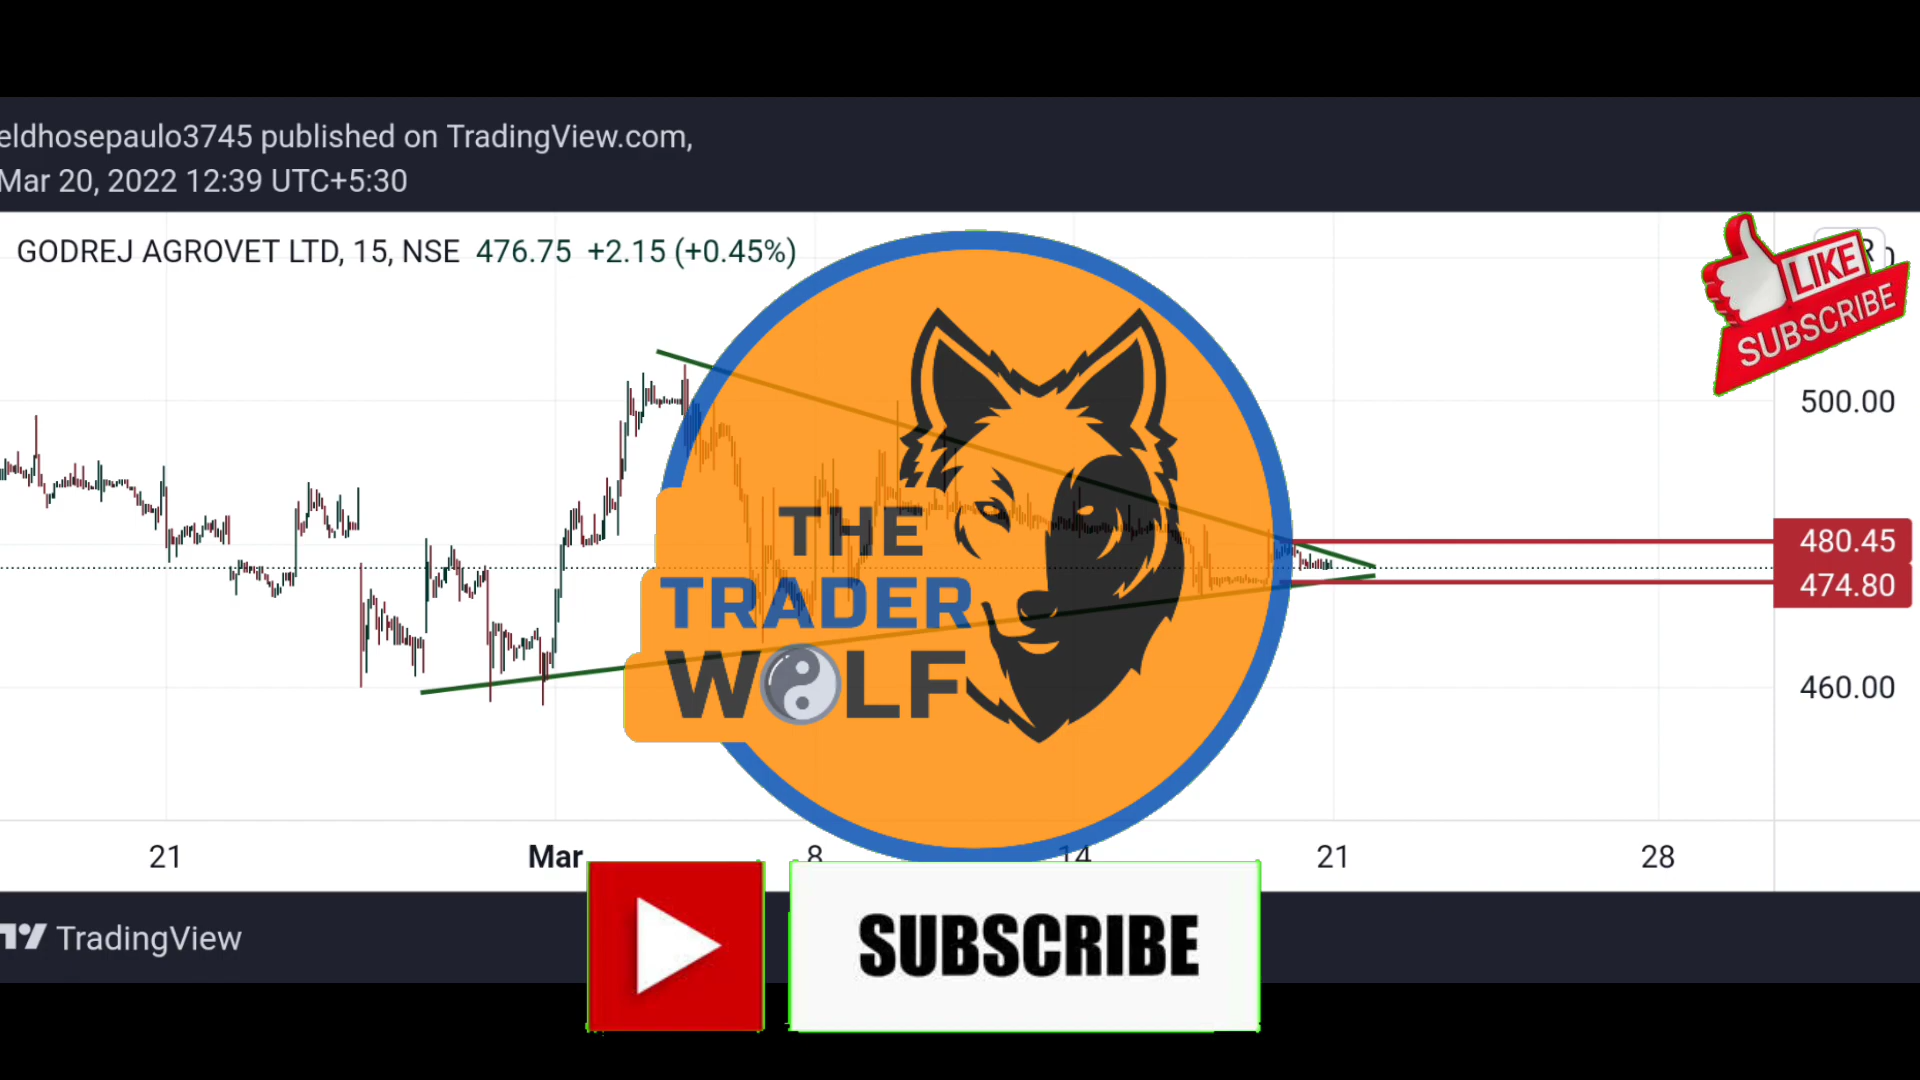 eldhosepaulo3745 published on TradingView.com,
Mar 20, 2022 12:39 UTC+5:30
GODREJ AGROVET LTD, 15, NSE 476.75 +2.15 (+0.45%)
LIKE
SUBSCRIBE
500.00
THE
TRADER
WOLF
480.45
474.80
460.00
21 Mar 8 14 21 28
TradingView
SUBSCRIBE